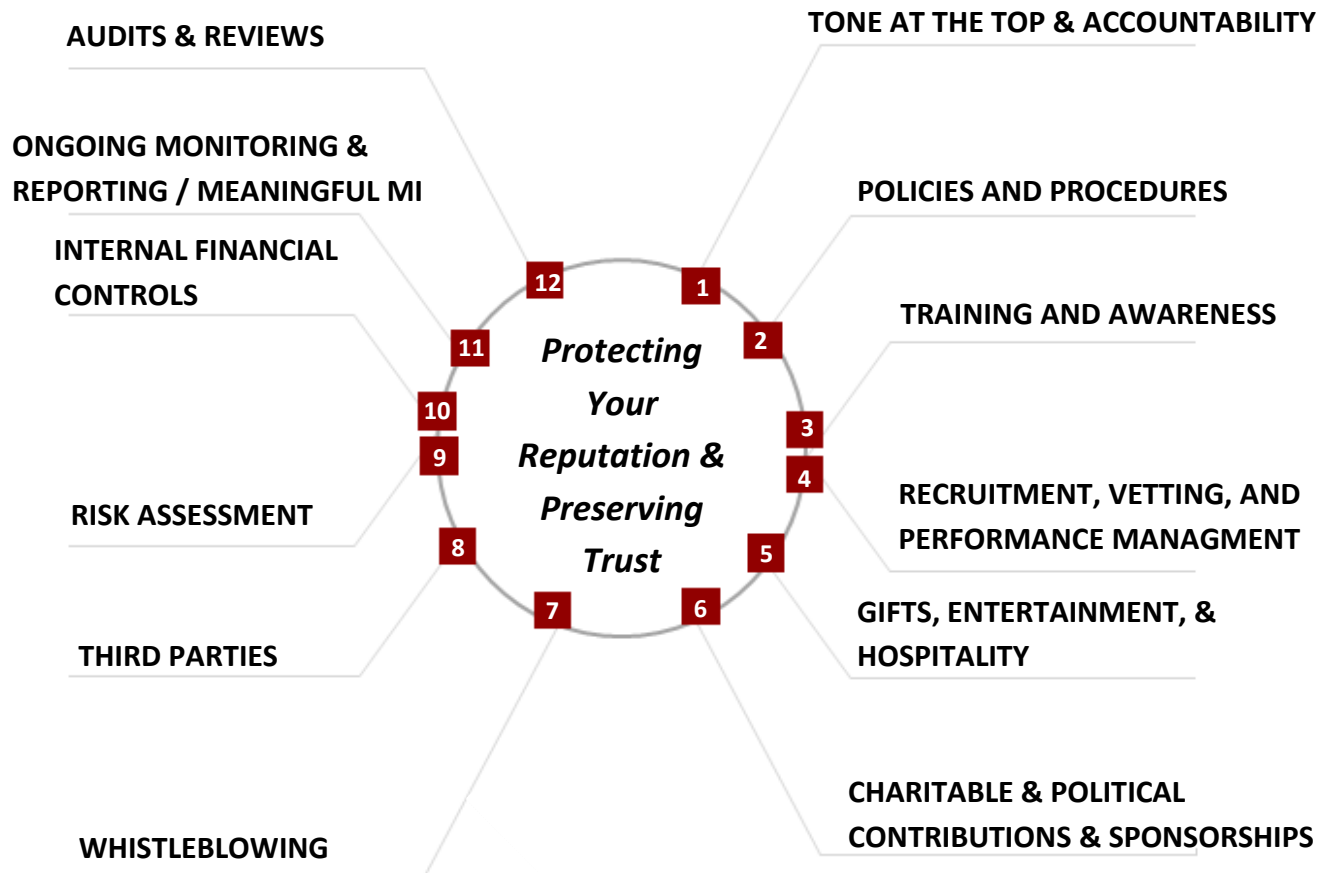 TONE AT THE TOP & ACCOUNTABILITY
AUDITS & REVIEWS
ONGOING MONITORING &
REPORTING / MEANINGFUL MI
POLICIES AND PROCEDURES
INTERNAL FINANCIAL
CONTROLS
TRAINING AND AWARENESS
12
1
2
11
3
10
4
9
5
8
6
7
Protecting
Your
Reputation &
Preserving
Trust
RECRUITMENT, VETTING, AND
PERFORMANCE MANAGMENT
RISK ASSESSMENT
GIFTS, ENTERTAINMENT, &
HOSPITALITY
THIRD PARTIES
CHARITABLE & POLITICAL
CONTRIBUTIONS & SPONSORSHIPS
WHISTLEBLOWING